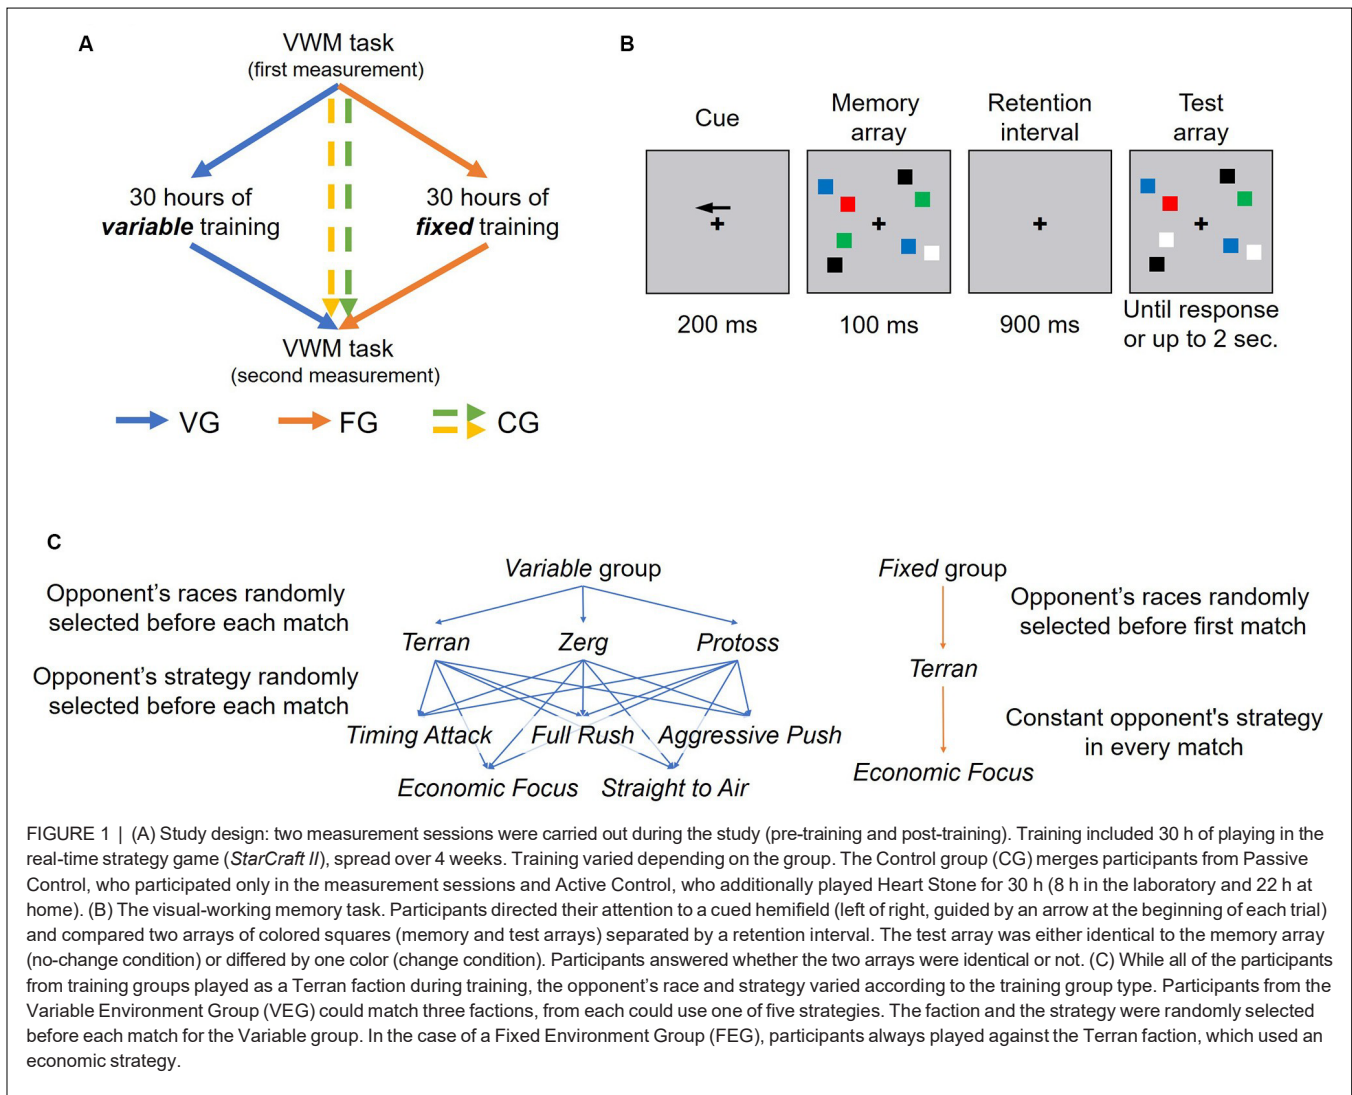 A
VWM task
(first measurement)
30 hours of
variable training
30 hours of
fixed training
VWM task
(second measurement)
VG
FG
CG
B
Cue
Memory
array
Retention
interval
Test
array
200 ms
100 ms
900 ms
Until response
or up to 2 sec.
C
Opponent's races randomly
selected before each match
Opponent's strategy randomly
selected before each match
Variable group
Terran
Zerg
Protoss
Timing Attack
Full Rush
Aggressive Push
Economic Focus
Straight to Air
Fixed group
Opponent's races randomly
selected before first match
Terran
Constant opponent's strategy
in every match
Economic Focus
FIGURE 1 | (A) Study design: two measurement sessions were carried out during the study (pre-training and post-training). Training included 30 h of playing in the
real-time strategy game (StarCraft II), spread over 4 weeks. Training varied depending on the group. The Control group (CG) merges participants from Passive
Control, who participated only in the measurement sessions and Active Control, who additionally played Heart Stone for 30 h (8 h in the laboratory and 22 h at
home). (B) The visual-working memory task. Participants directed their attention to a cued hemifield (left of right, guided by an arrow at the beginning of each trial)
and compared two arrays of colored squares (memory and test arrays) separated by a retention interval. The test array was either identical to the memory array
(no-change condition) or differed by one color (change condition). Participants answered whether the two arrays were identical or not. (C) While all of the participants
from training groups played as a Terran faction during training, the opponent's race and strategy varied according to the training group type. Participants from the
Variable Environment Group (VEG) could match three factions, from each could use one of five strategies. The faction and the strategy were randomly selected
before each match for the Variable group. In the case of a Fixed Environment Group (FEG), participants always played against the Terran faction, which used an
economic strategy.